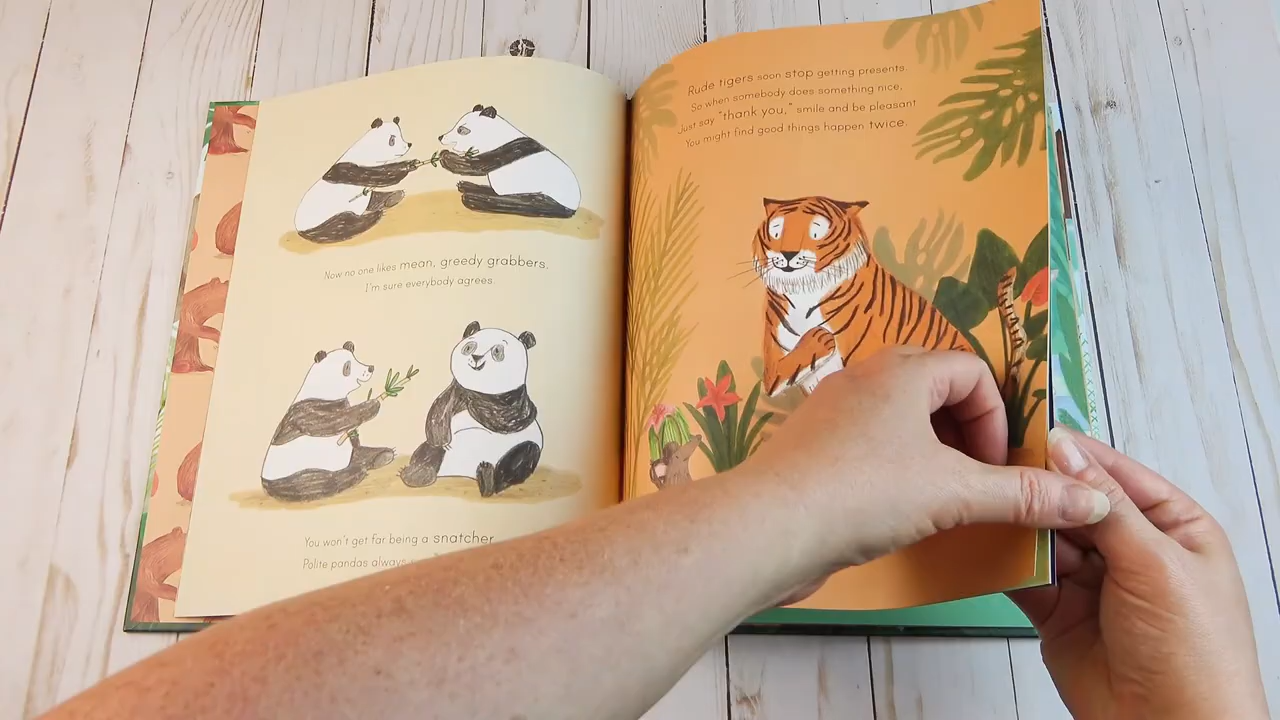 Now no one likes mean, greedy grabbers,
I'm sure everybody agrees
You won't get far being a snatcher
Polite pandas always
Rude tigers soon stop getting presents.
So when somebody does something nice,
Just say "thank you," smile and be pleasant
You might find good things happen twice.